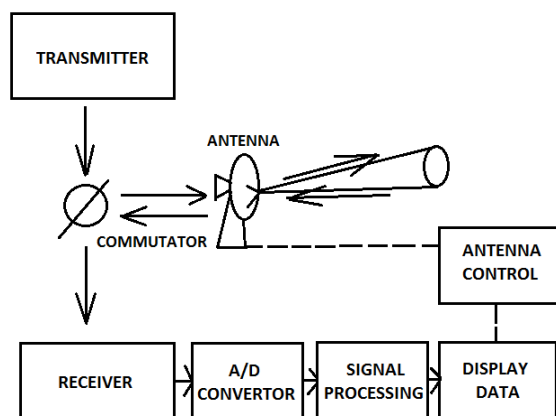 TRANSMITTER
ANTENNA
COMMUTATOR
ANTENNA
CONTROL
RECEIVER
A/D
CONVERTOR
SIGNAL
PROCESSING
DISPLAY
DATA